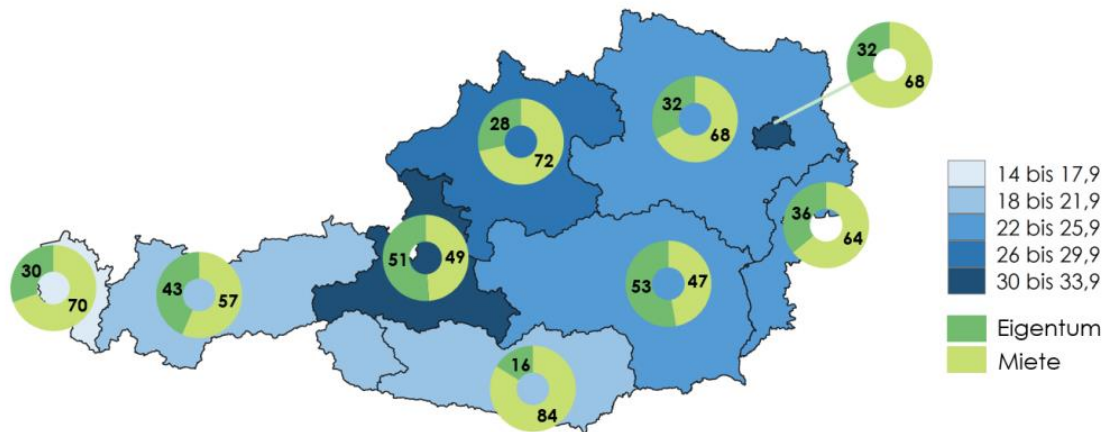 32
68
32
68
28
72
14 bis 17,9
18 bis 21,9
22 bis 25,9
26 bis 29,9
30 bis 33,9
36
64
51
49
30
70
43
57
53
47
Eigentum
Miete
16
84